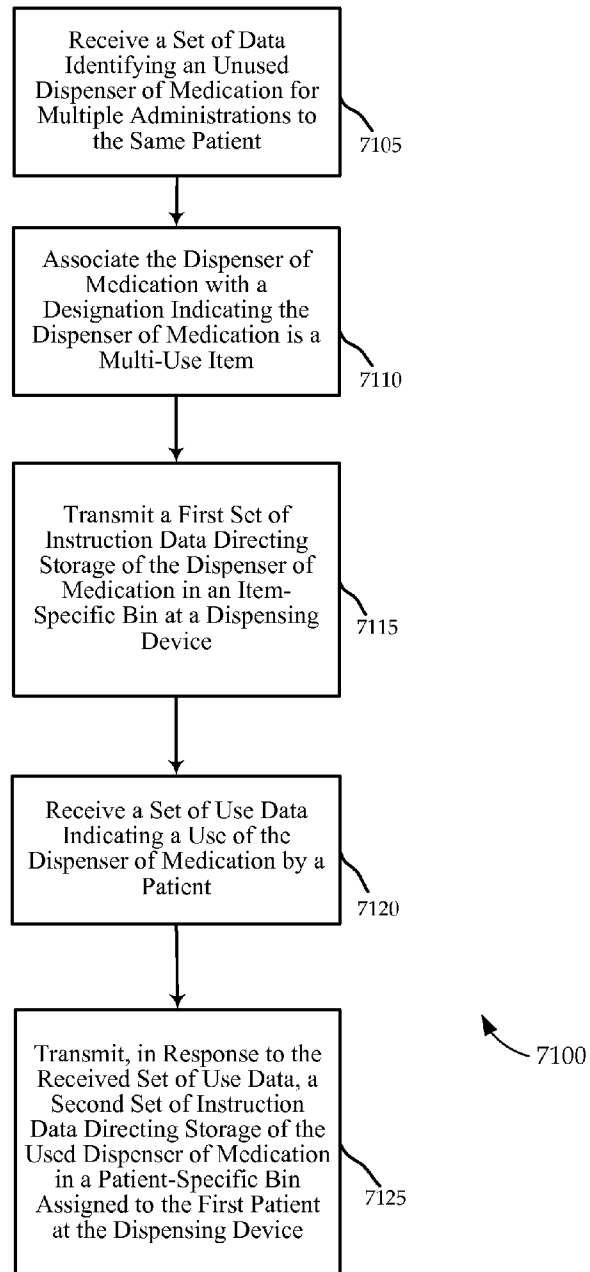 Receive a Set of Data
Identifying an Unused
Dispenser of Medication for
Multiple Administrations to
the Same Patient
7105
Associate the Dispenser of
Medication with a
Designation Indicating the
Dispenser of Medication is a
Multi-Use Item
7110
Transmit a First Set of
Instruction Data Directing
Storage of the Dispenser of
Medication in an Item-
Specific Bin at a Dispensing
Device
7115
Receive a Set of Use Data
Indicating a Use of the
Dispenser of Medication by a
Patient
7120
Transmit, in Response to the
Received Set of Use Data, a
Second Set of Instruction
Data Directing Storage of the
Used Dispenser of Medication
in a Patient-Specific Bin
Assigned to the First Patient
at the Dispensing Device
7125
7100